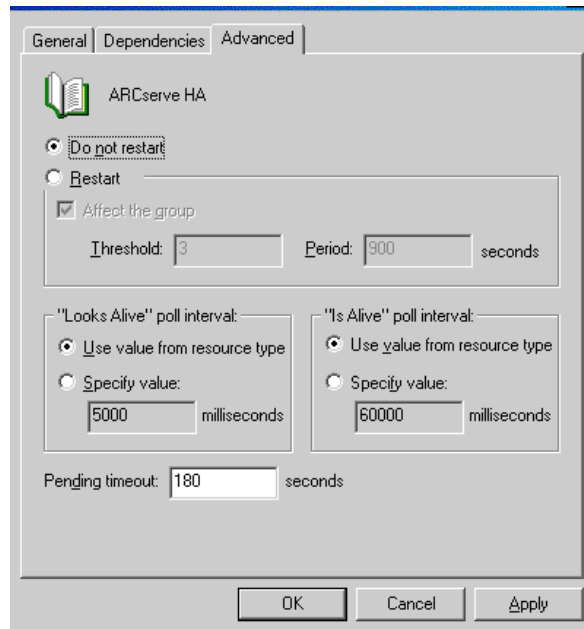 General Dependencies Advanced
ARCserve HA
Do not restart
Restart
Affect the group
Threshold: 3 Period: 900 seconds
"Looks Alive" poll interval: "Is Alive" poll interval:
Use value from resource type Use value from resource type
Specify value: Specify value:
5000 milliseconds 60000 milliseconds
Pending timeout: 180 seconds
OK Cancel Apply